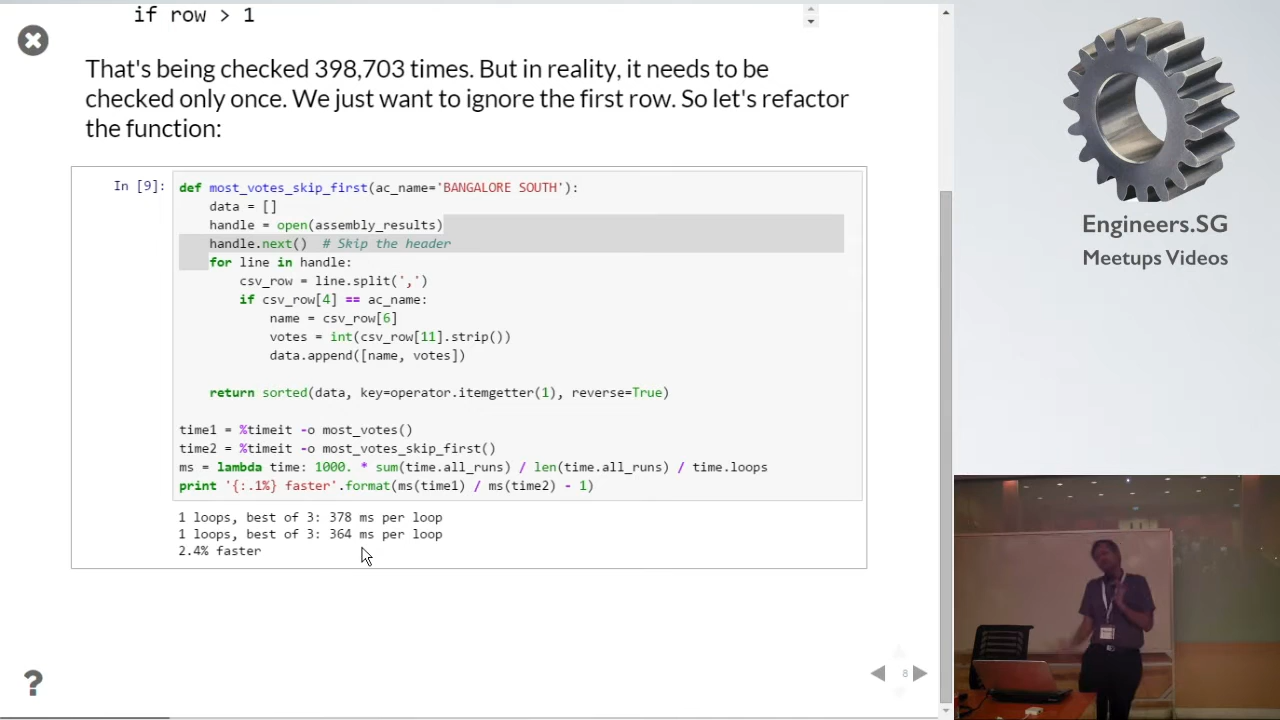 if row > 1
That's being checked 398,703 times. But in reality, it needs to be
checked only once. We just want to ignore the first row. So let's refactor
the function:
In [9]:
def most_votes_skip_first(ac_name='BANGALORE SOUTH'):
data = []
handle = open(assembly_results)
handle.next()  # Skip the header
for line in handle:
csv_row = line.split(',')
if csv_row[4] == ac_name:
name = csv_row[6]
votes = int(csv_row[11].strip())
data.append([name, votes])
return sorted(data, key=operator.itemgetter(1), reverse=True)
time1 = %timeit -o most_votes()
time2 = %timeit -o most_votes_skip_first()
ms = lambda time: 1000. * sum(time.all_runs) / len(time.all_runs) / time.loops
print '{:.1%} faster'.format(ms(time1) / ms(time2) - 1)
1 loops, best of 3: 378 ms per loop
1 loops, best of 3: 364 ms per loop
2.4% faster
?
8
Engineers.SG
Meetups Videos